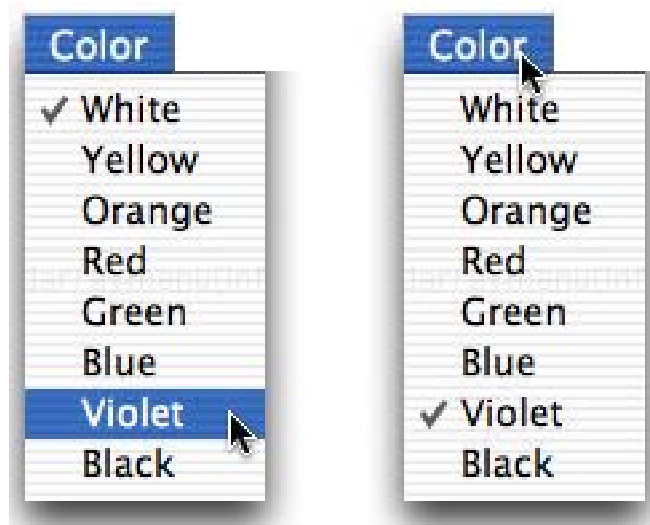 Color
✓ White
Yellow
Orange
Red
Green
Blue
Violet
Black
Color
White
Yellow
Orange
Red
Green
Blue
✓ Violet
Black